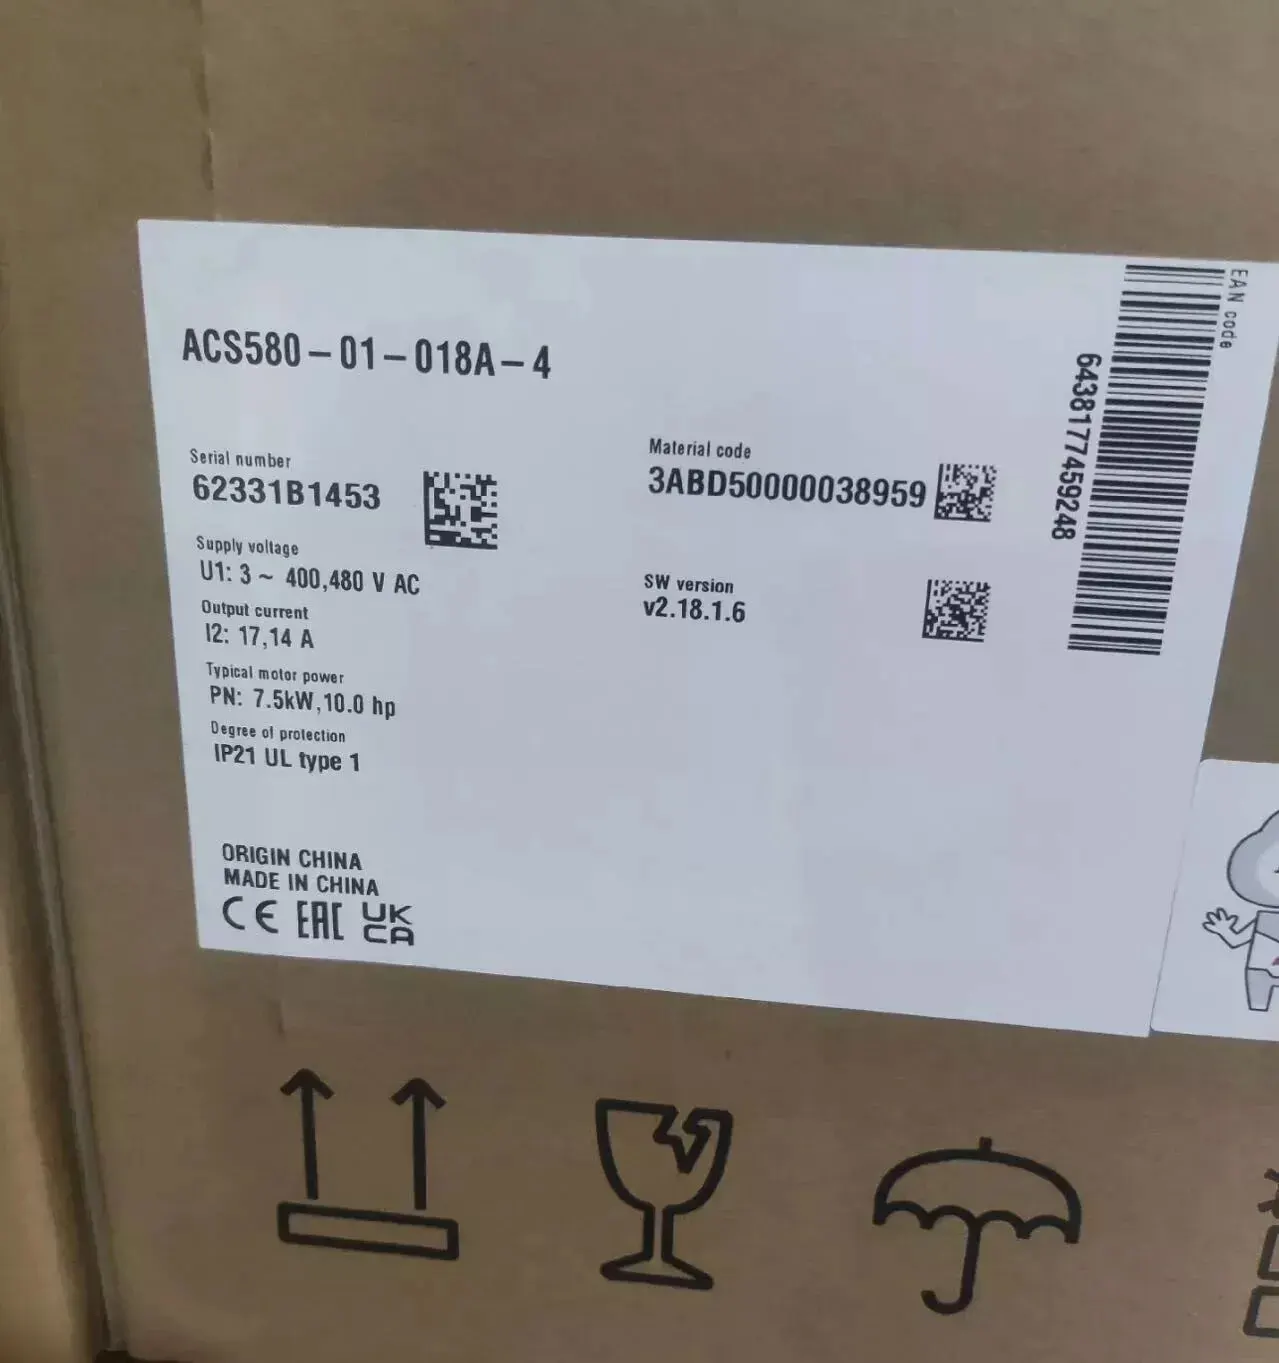 ACS580-01-018A-4
Serial number
62331B1453
Supply voltage
U1: 3 ~ 400,480 V AC
Output current
I2: 17,14 A
Typical motor power
PN: 7.5kW,10.0 hp
Degree of protection
IP21 UL type 1
ORIGIN CHINA
MADE IN CHINA
CE EAC UKCA
Material code
3ABD50000038959
SW version
v2.18.1.6
EAN code
6438177459248